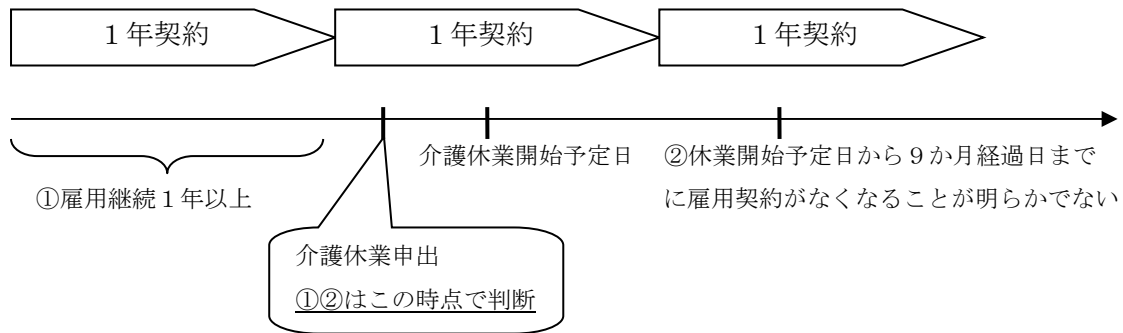 １年契約
１年契約
１年契約
介護休業開始予定日
②休業開始予定日から９か月経過日まで
に雇用契約がなくなることが明らかでない
①雇用継続１年以上
介護休業申出
①②はこの時点で判断